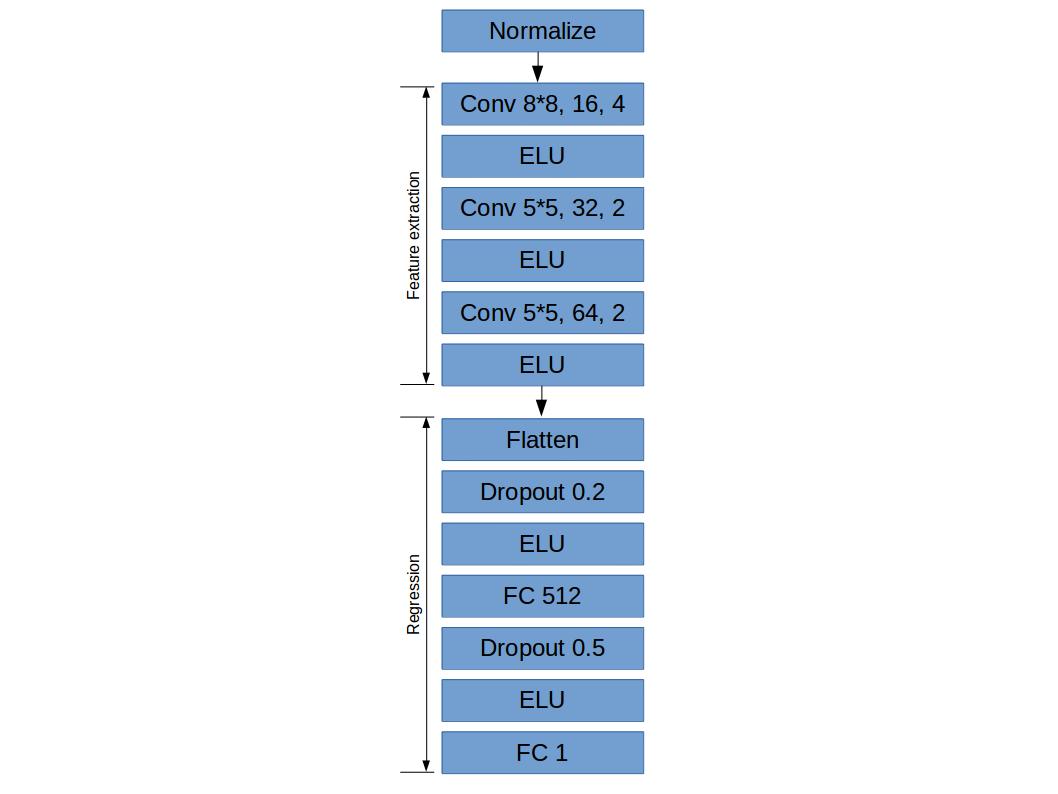 Normalize
Feature extraction
Conv 8*8, 16, 4
ELU
Conv 5*5, 32, 2
ELU
Conv 5*5, 64, 2
ELU
Regression
Flatten
Dropout 0.2
ELU
FC 512
Dropout 0.5
ELU
FC 1